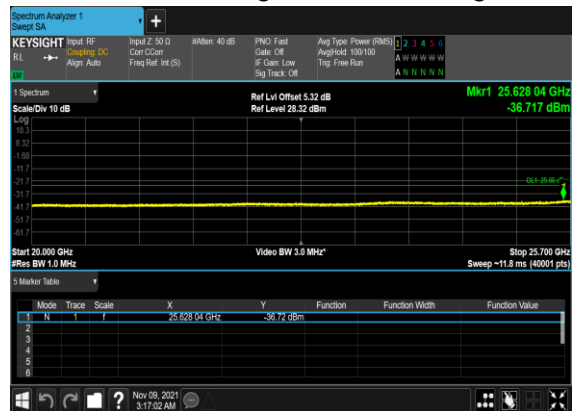 Spectrum Analyzer 1
Swept SA
+
KEYSIGHT Input: RF Input Z: 50 Ω #Atten: 40 dB PNO: Fast Avg Type: Power (RMS) 1 2 3 4 5 6
RL Coupling: DC Corr CCorr Gate: Off Avg|Hold: 100/100 A W W W W W
Align: Auto Freq Ref: Int (S) IF Gain: Low Trig: Free Run
Sig Track: Off A N N N N N
1 Spectrum Ref Lvl Offset 5.32 dB Mkr1 25.628 04 GHz
Scale/Div 10 dB Ref Level 28.32 dBm -36.717 dBm
Log
18.3
8.32
-1.68
-11.7
-21.7 DL1 -25.00
-31.7
-41.7
-51.7
-61.7
Start 20.000 GHz Video BW 3.0 MHz* Stop 25.700 GHz
#Res BW 1.0 MHz Sweep ~11.8 ms (40001 pts)
5 Marker Table
Mode Trace Scale X Y Function Function Width Function Value
1 N 1 f 25.628 04 GHz -36.72 dBm
2
3
4
5
6
? Nov 09, 2021
3:17:02 AM